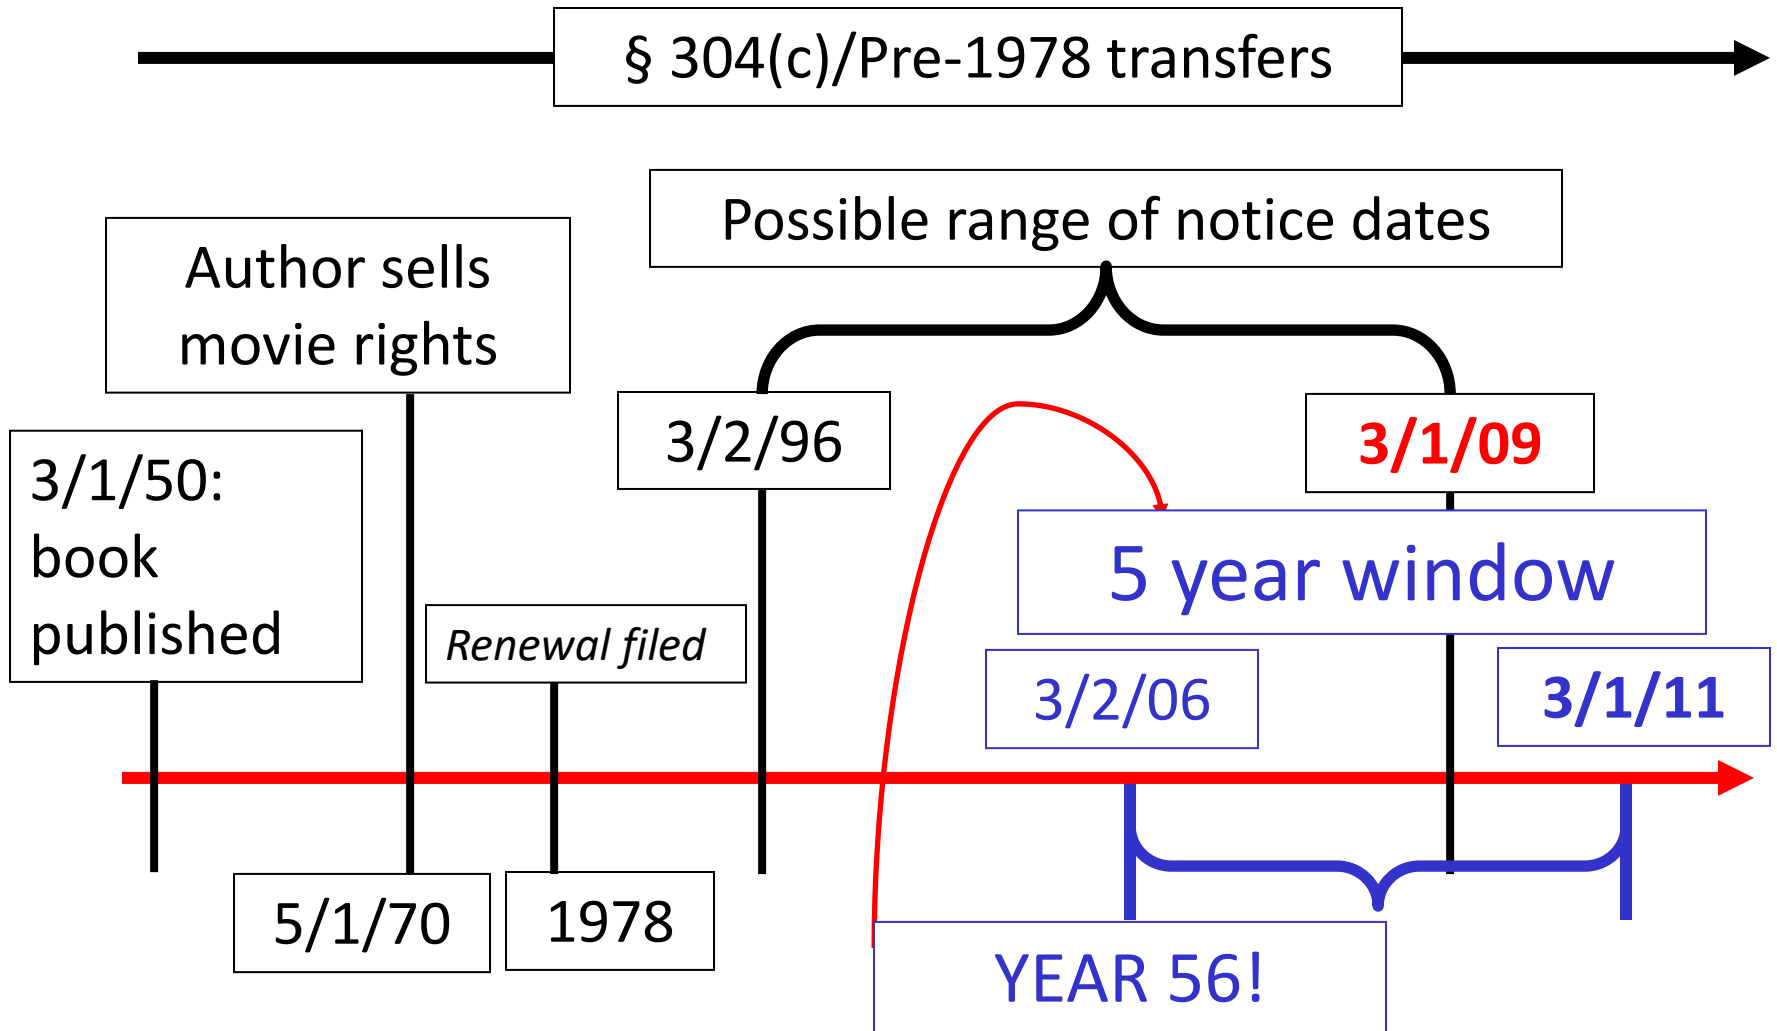 § 304(c)/Pre-1978 transfers
Possible range of notice dates
Author sells
movie rights
3/2/96
3/1/09
3/1/50:
book
published
5 year window
Renewal filed
3/2/06
3/1/11
5/1/70
1978
YEAR 56!